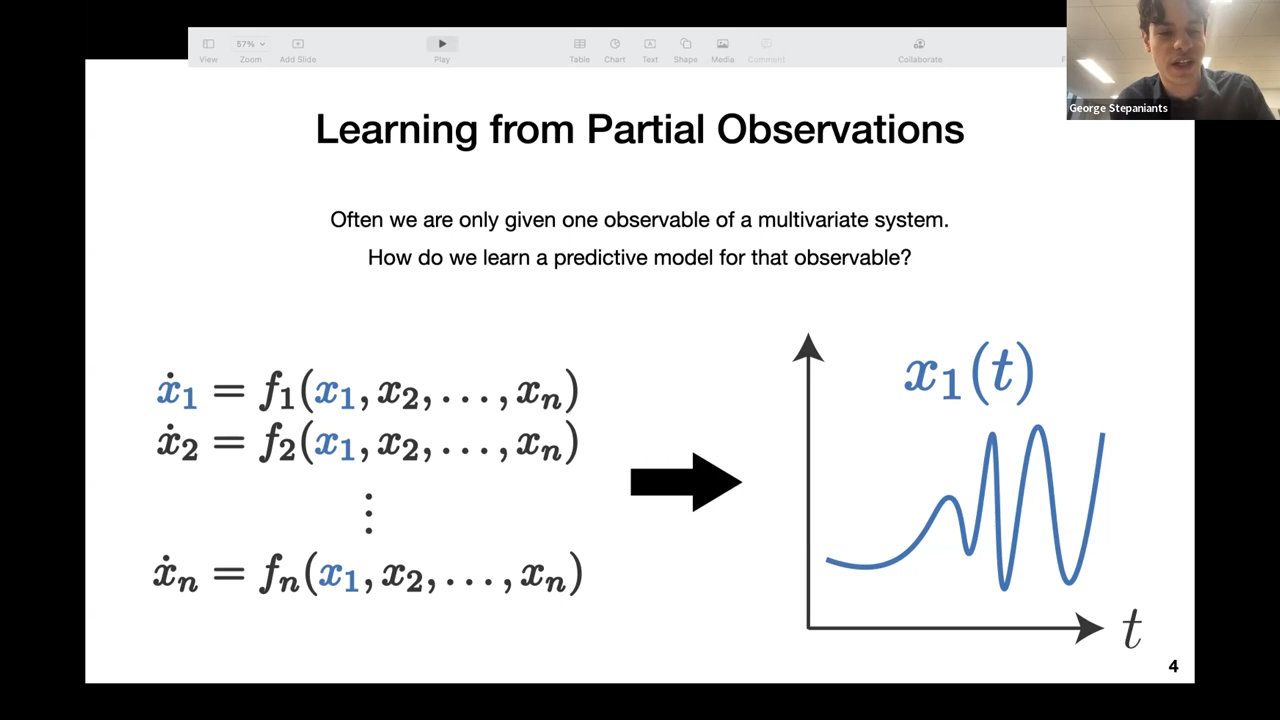 57%
View Zoom Add Slide Play Table Chart Text Shape Media Comment Collaborate
George Stepaniants
Learning from Partial Observations
Often we are only given one observable of a multivariate system.
How do we learn a predictive model for that observable?
ẋ₁ = f₁(x₁, x₂, . . . , xₙ)
ẋ₂ = f₂(x₁, x₂, . . . , xₙ)
⋮
ẋₙ = fₙ(x₁, x₂, . . . , xₙ)
x₁(t)
t
4